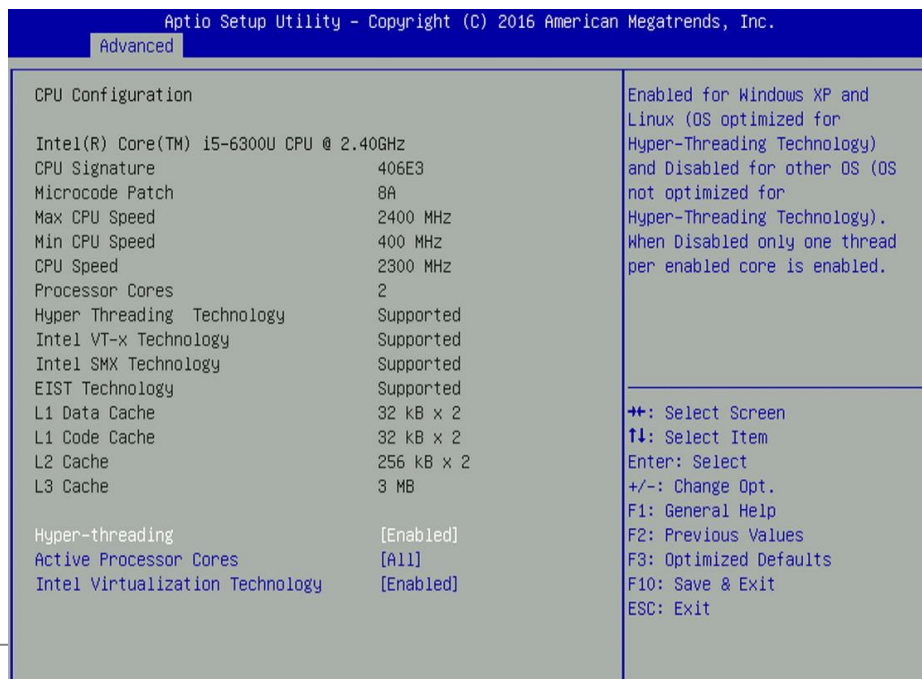 Aptio Setup Utility – Copyright (C) 2016 American Megatrends, Inc.
Advanced
CPU Configuration
Intel(R) Core(TM) i5-6300U CPU @ 2.40GHz
CPU Signature 406E3
Microcode Patch 8A
Max CPU Speed 2400 MHz
Min CPU Speed 400 MHz
CPU Speed 2300 MHz
Processor Cores 2
Hyper Threading Technology Supported
Intel VT-x Technology Supported
Intel SMX Technology Supported
EIST Technology Supported
L1 Data Cache 32 kB x 2
L1 Code Cache 32 kB x 2
L2 Cache 256 kB x 2
L3 Cache 3 MB
Hyper-threading [Enabled]
Active Processor Cores [All]
Intel Virtualization Technology [Enabled]
Enabled for Windows XP and
Linux (OS optimized for
Hyper-Threading Technology)
and Disabled for other OS (OS
not optimized for
Hyper-Threading Technology).
When Disabled only one thread
per enabled core is enabled.
→←: Select Screen
↑↓: Select Item
Enter: Select
+/-: Change Opt.
F1: General Help
F2: Previous Values
F3: Optimized Defaults
F10: Save & Exit
ESC: Exit